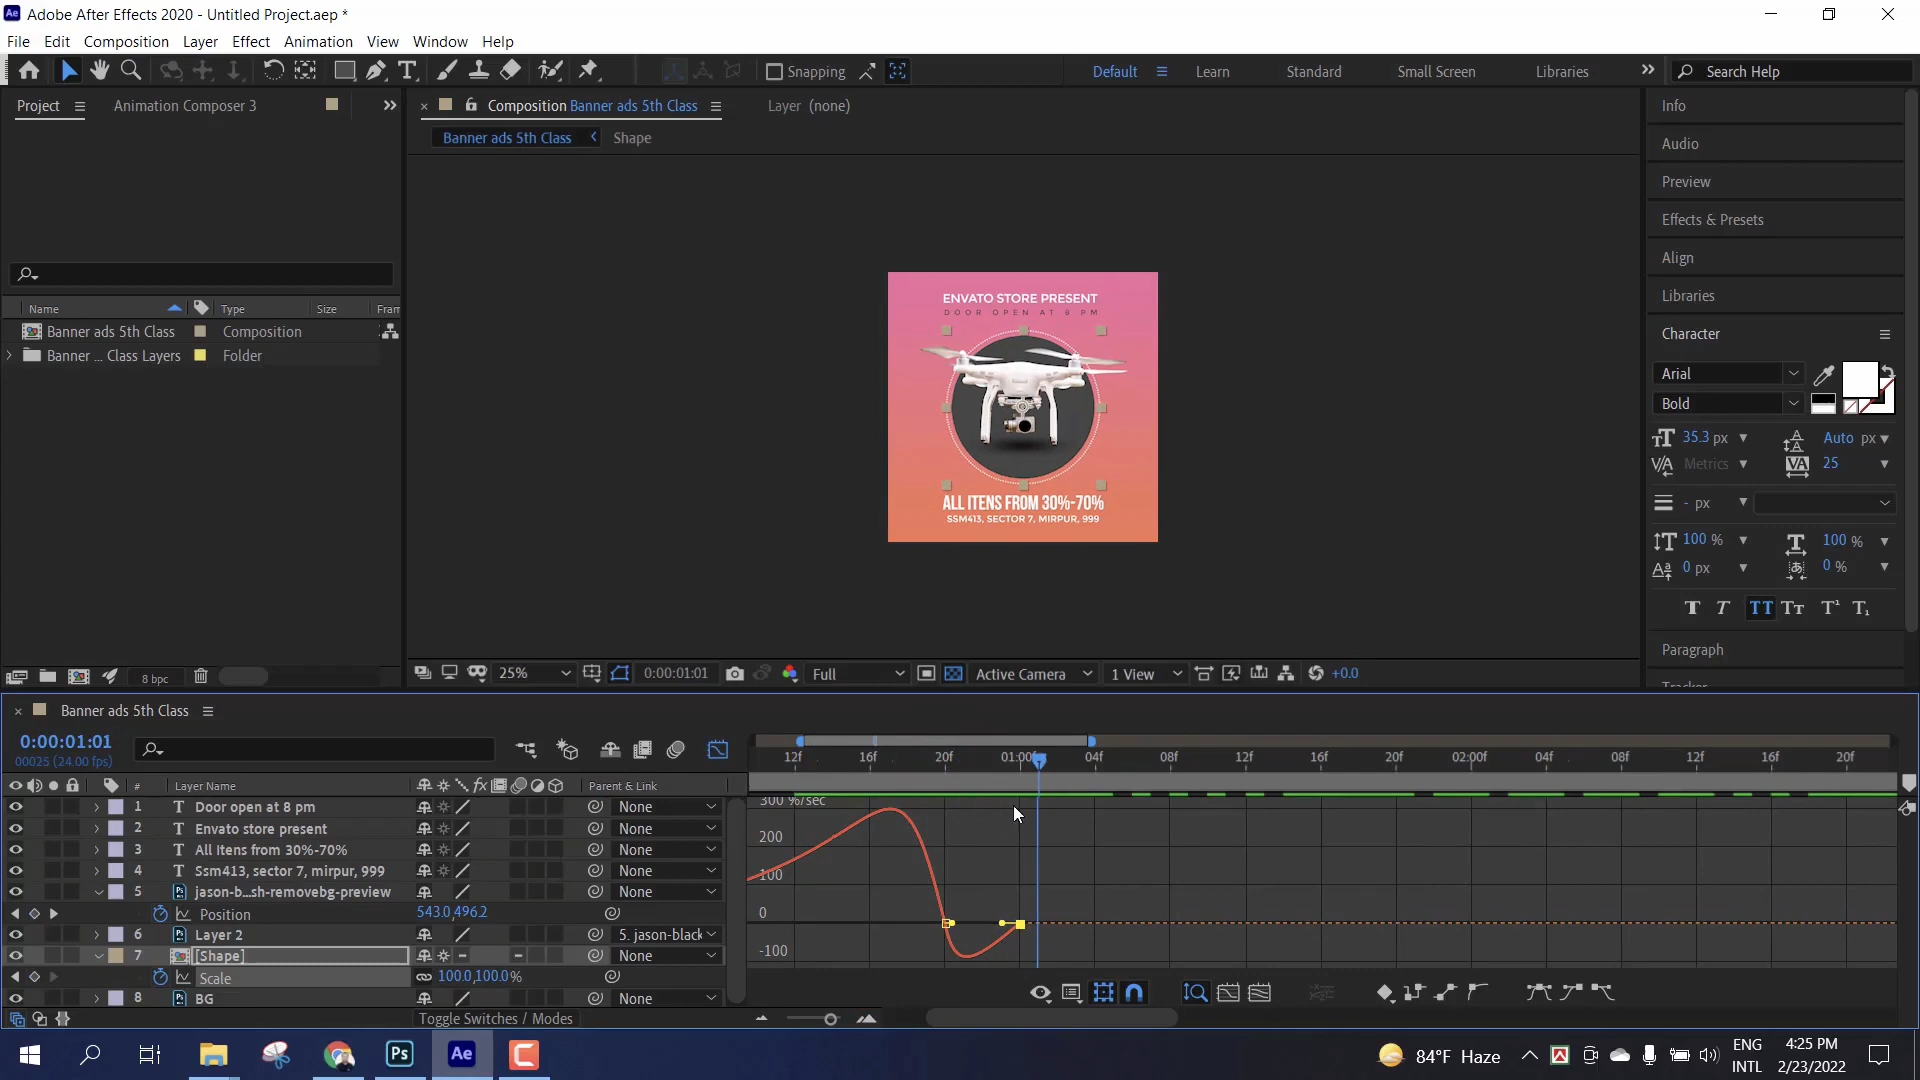 Adobe After Effects 2020 - Untitled Project.aep *
File Edit Composition Layer Effect Animation View Window Help
Snapping
Default Learn Standard Small Screen Libraries
Search Help
Project Animation Composer 3
Composition Banner ads 5th Class
Layer (none)
Banner ads 5th Class Shape
Name Type Size Fram
Banner ads 5th Class Composition
Banner ... Class Layers Folder
8 bpc
ENVATO STORE PRESENT
DOOR OPEN AT 8 PM
ALL ITENS FROM 30%-70%
SSM413, SECTOR 7, MIRPUR, 999
25% 0:00:01:01 Full Active Camera 1 View +0.0
Info
Audio
Preview
Effects & Presets
Align
Libraries
Character
Arial
Bold
35.3 px Auto px
Metrics 25
- px
100 % 100 %
0 px 0 %
Paragraph
Tracker
Banner ads 5th Class
0:00:01:01
00025 (24.00 fps)
12f 16f 20f 01:00f 04f 08f 12f 16f 20f 02:00f 04f 08f 12f 16f 20f
# Layer Name Parent & Link
1 Door open at 8 pm None
2 Envato store present None
3 All Itens from 30%-70% None
4 Ssm413, sector 7, mirpur, 999 None
5 jason-b...sh-removebg-preview None
Position 543.0,496.2
6 Layer 2 5. jason-black
7 [Shape] None
Scale 100.0,100.0%
8 BG None
300 %/sec
200
100
0
-100
Toggle Switches / Modes
84°F Haze
ENG
INTL
4:25 PM
2/23/2022